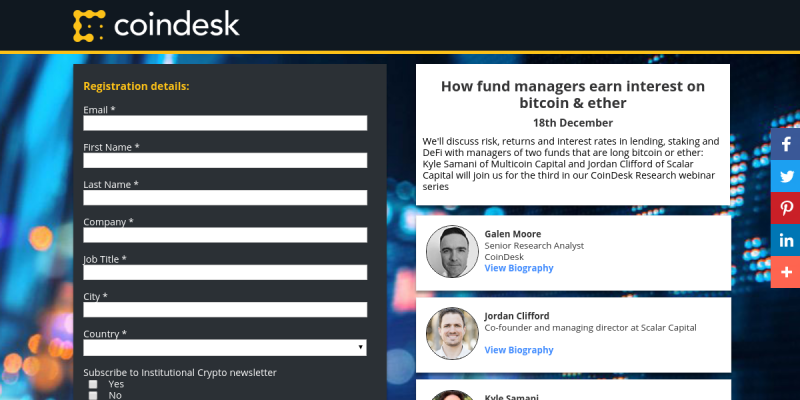 coindesk
Registration details:
Email *
First Name *
Last Name *
Company *
Job Title *
City *
Country *
Subscribe to Institutional Crypto newsletter
Yes
No
How fund managers earn interest on
bitcoin & ether
18th December
We'll discuss risk, returns and interest rates in lending, staking and
DeFi with managers of two funds that are long bitcoin or ether:
Kyle Samani of Multicoin Capital and Jordan Clifford of Scalar
Capital will join us for the third in our CoinDesk Research webinar
series
Galen Moore
Senior Research Analyst
CoinDesk
View Biography
Jordan Clifford
Co-founder and managing director at Scalar Capital
View Biography
Kyle Samani